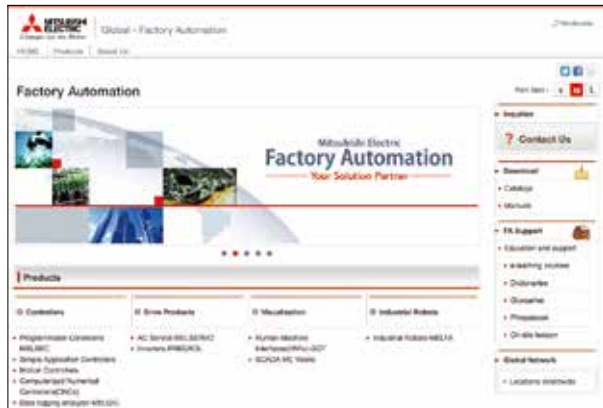 MITSUBISHI
ELECTRIC
Changes for the Better
Global - Factory Automation
HOME Products About Us
Factory Automation
Mitsubishi Electric
Factory Automation
Your Solution Partner
Products
Controllers
Programmable Controllers
MELSEC
Simple Application Controllers
Motion Controllers
Computerized Numerical
Controllers(CNCs)
Drive Products
AC Servos-MELSERVO
Inverters-FREQROL
Visualization
Human Machine
Interfaces(HMIs)-GOT
SCADA MC Works
Industrial Robots
Industrial Robots-MELFA
Inquiries
? Contact Us
Download
Catalogs
Manuals
FA Support
Education and support
e-learning courses
Dictionaries
Glossaries
Phrasebook
On-site lesson
Global Network
Locations worldwide